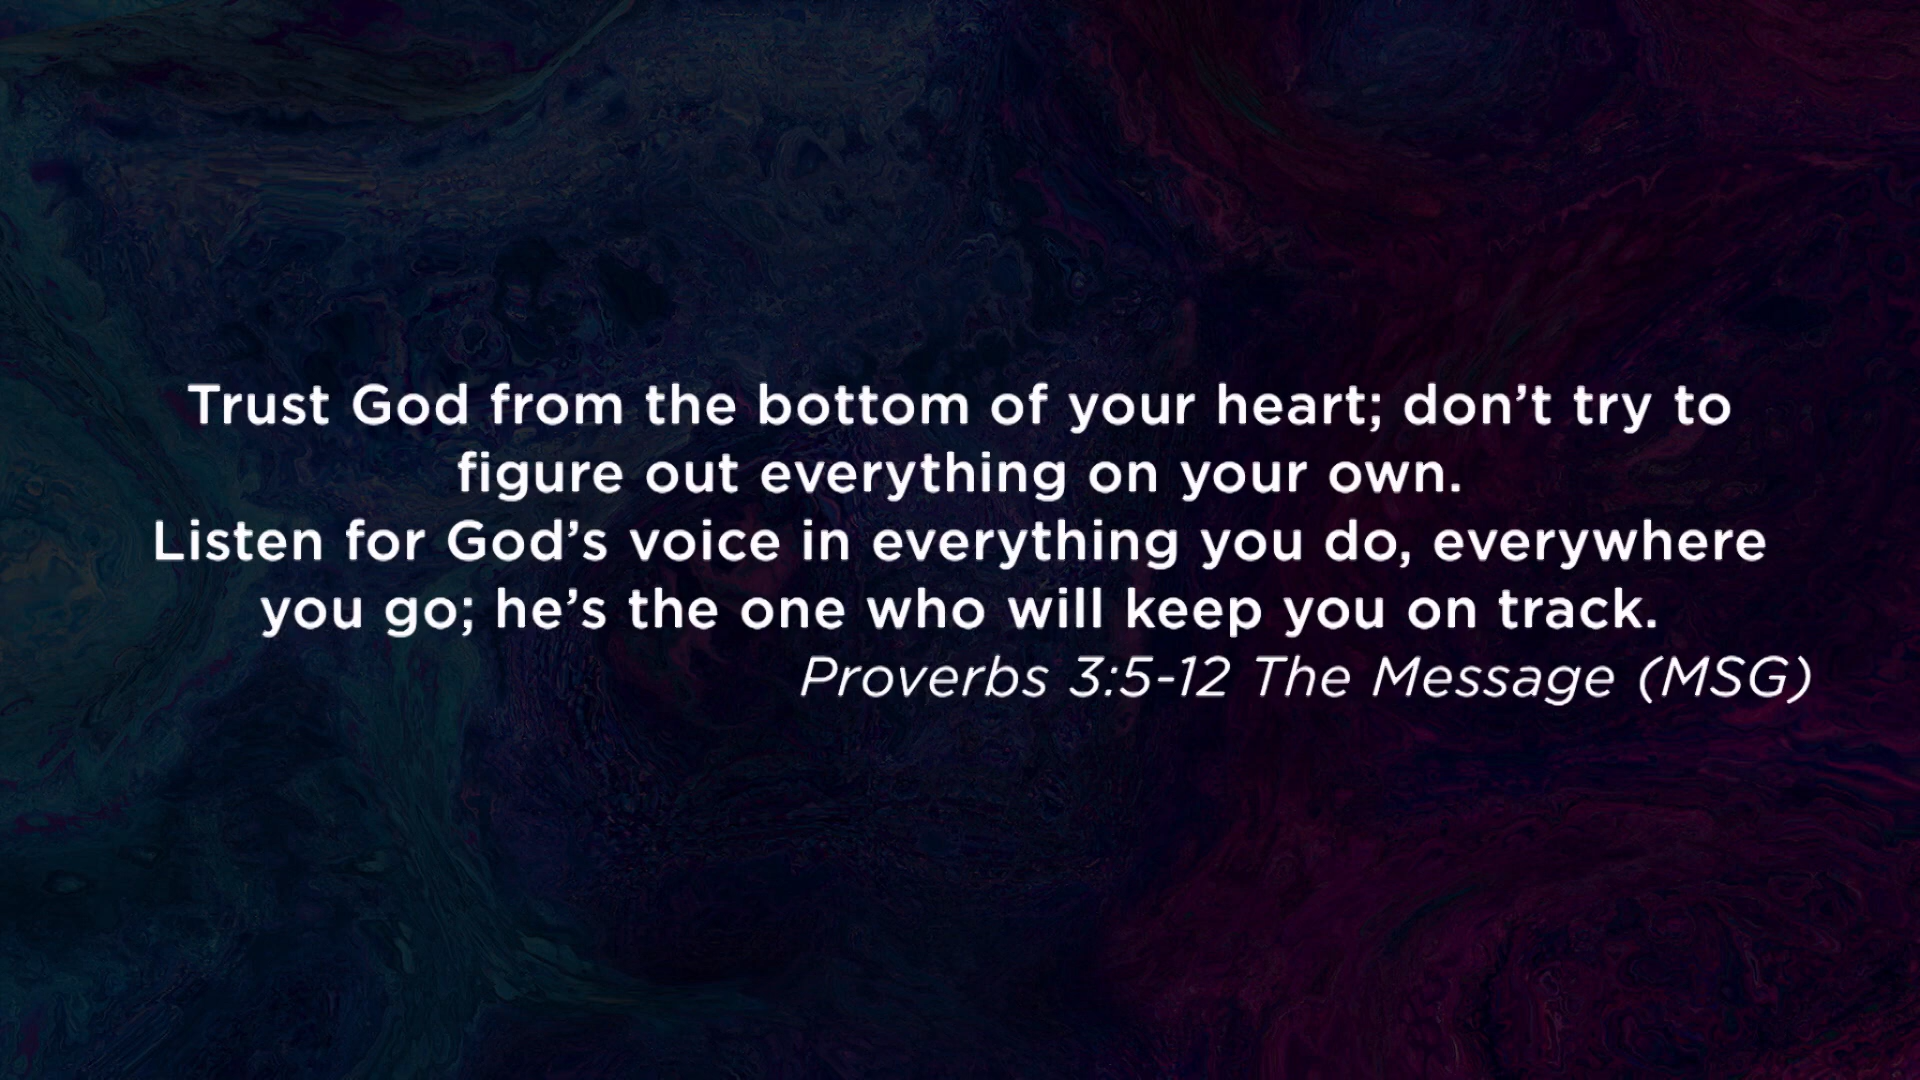 Trust God from the bottom of your heart; don’t try to
figure out everything on your own.
Listen for God’s voice in everything you do, everywhere
you go; he’s the one who will keep you on track.
Proverbs 3:5-12 The Message (MSG)